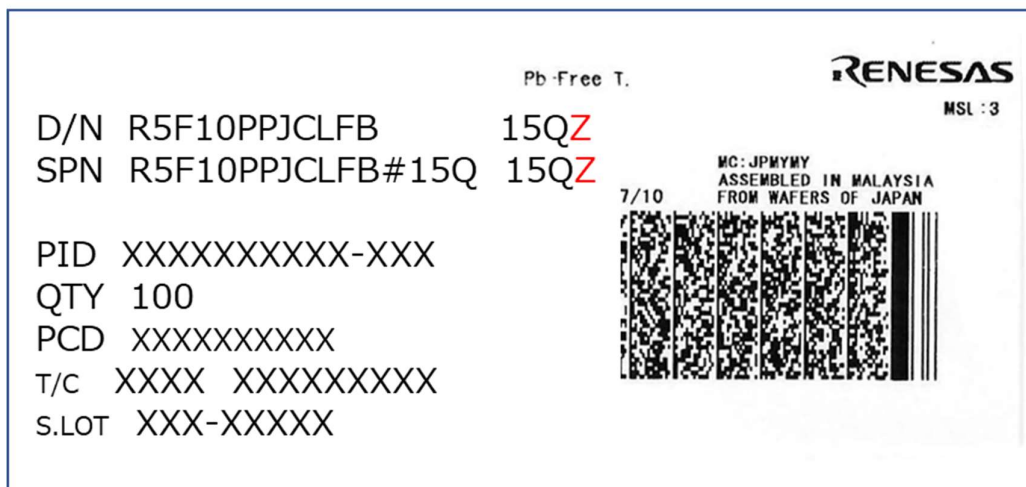 RENESAS
Pb-Free T.
MSL :3
D/N R5F10PPJCLFB 15QZ
SPN R5F10PPJCLFB#15Q 15QZ
MC:JPMYMY
ASSEMBLED IN MALAYSIA
7/10 FROM WAFERS OF JAPAN
PID XXXXXXXXXX-XXX
QTY 100
PCD XXXXXXXXXX
T/C XXXX XXXXXXXXX
S.LOT XXX-XXXXX